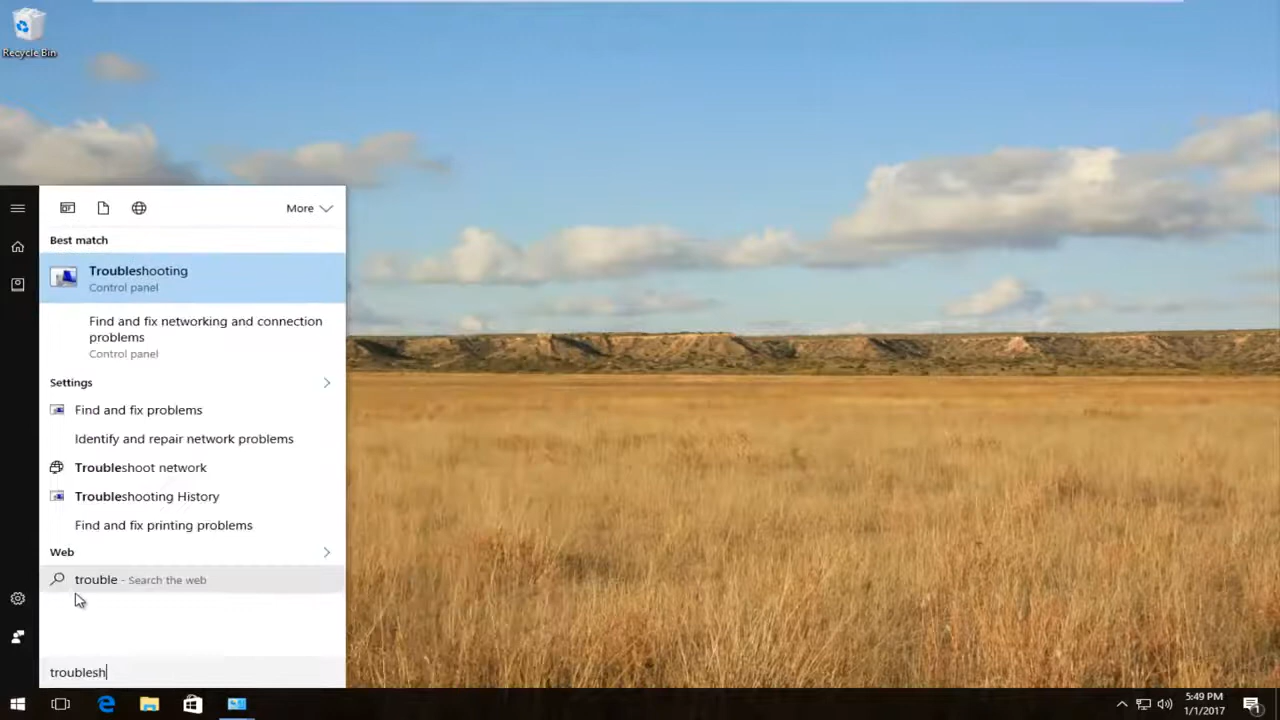 Recycle Bin
More
Best match
Troubleshooting
Control panel
Find and fix networking and connection
problems
Control panel
Settings
Find and fix problems
Identify and repair network problems
Troubleshoot network
Troubleshooting History
Find and fix printing problems
Web
trouble - Search the web
troublesh
5:49 PM
1/1/2017
1